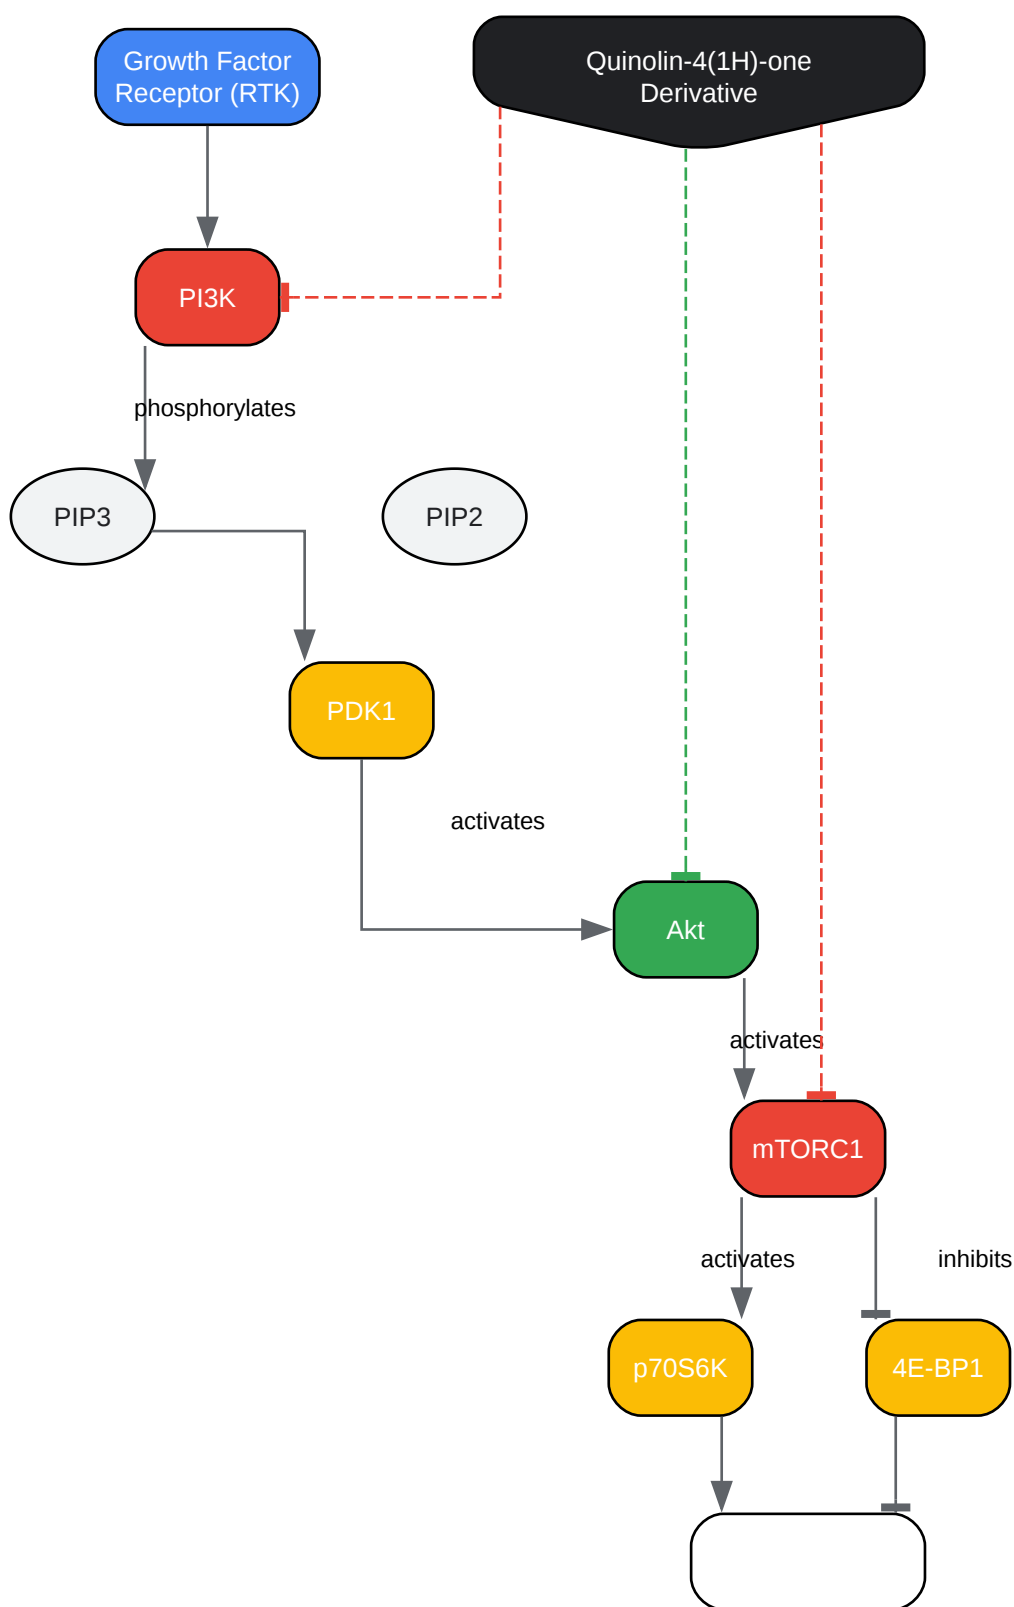 Growth Factor
Receptor (RTK)
Quinolin-4(1H)-one
Derivative
PI3K
phosphorylates
PIP3
PIP2
PDK1
activates
Akt
activates
mTORC1
activates
inhibits
p70S6K
4E-BP1